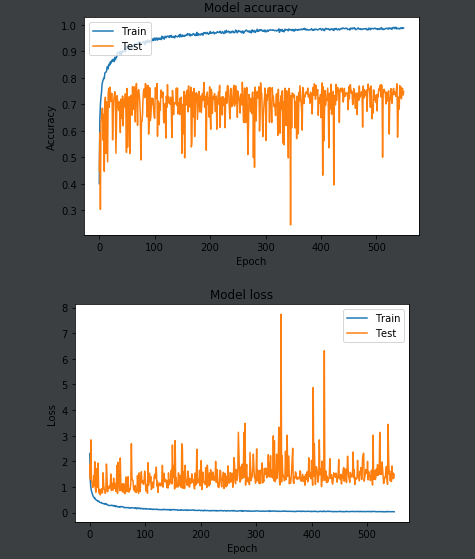 Model accuracy
1.0
0.9
0.8
0.7
0.6
0.5
0.4
0.3
Accuracy
Train
Test
0 100 200 300 400 500
Epoch
Model loss
8
7
6
5
4
3
2
1
0
Loss
Train
Test
0 100 200 300 400 500
Epoch